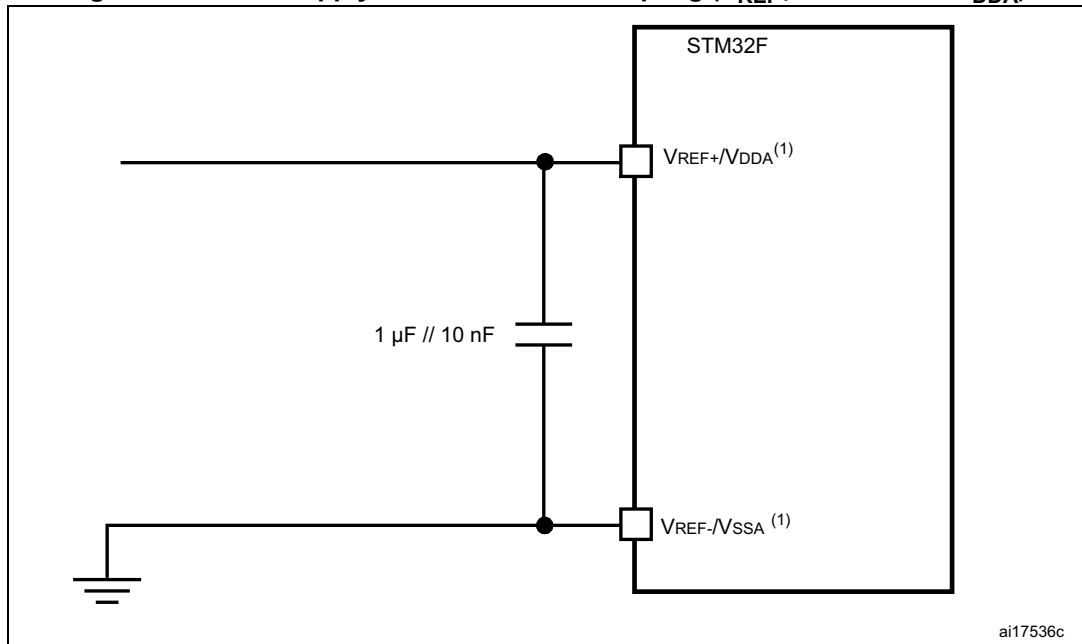 STM32F
VREF+/VDDA(1)
1 µF // 10 nF
VREF-/VSSA (1)
ai17536c